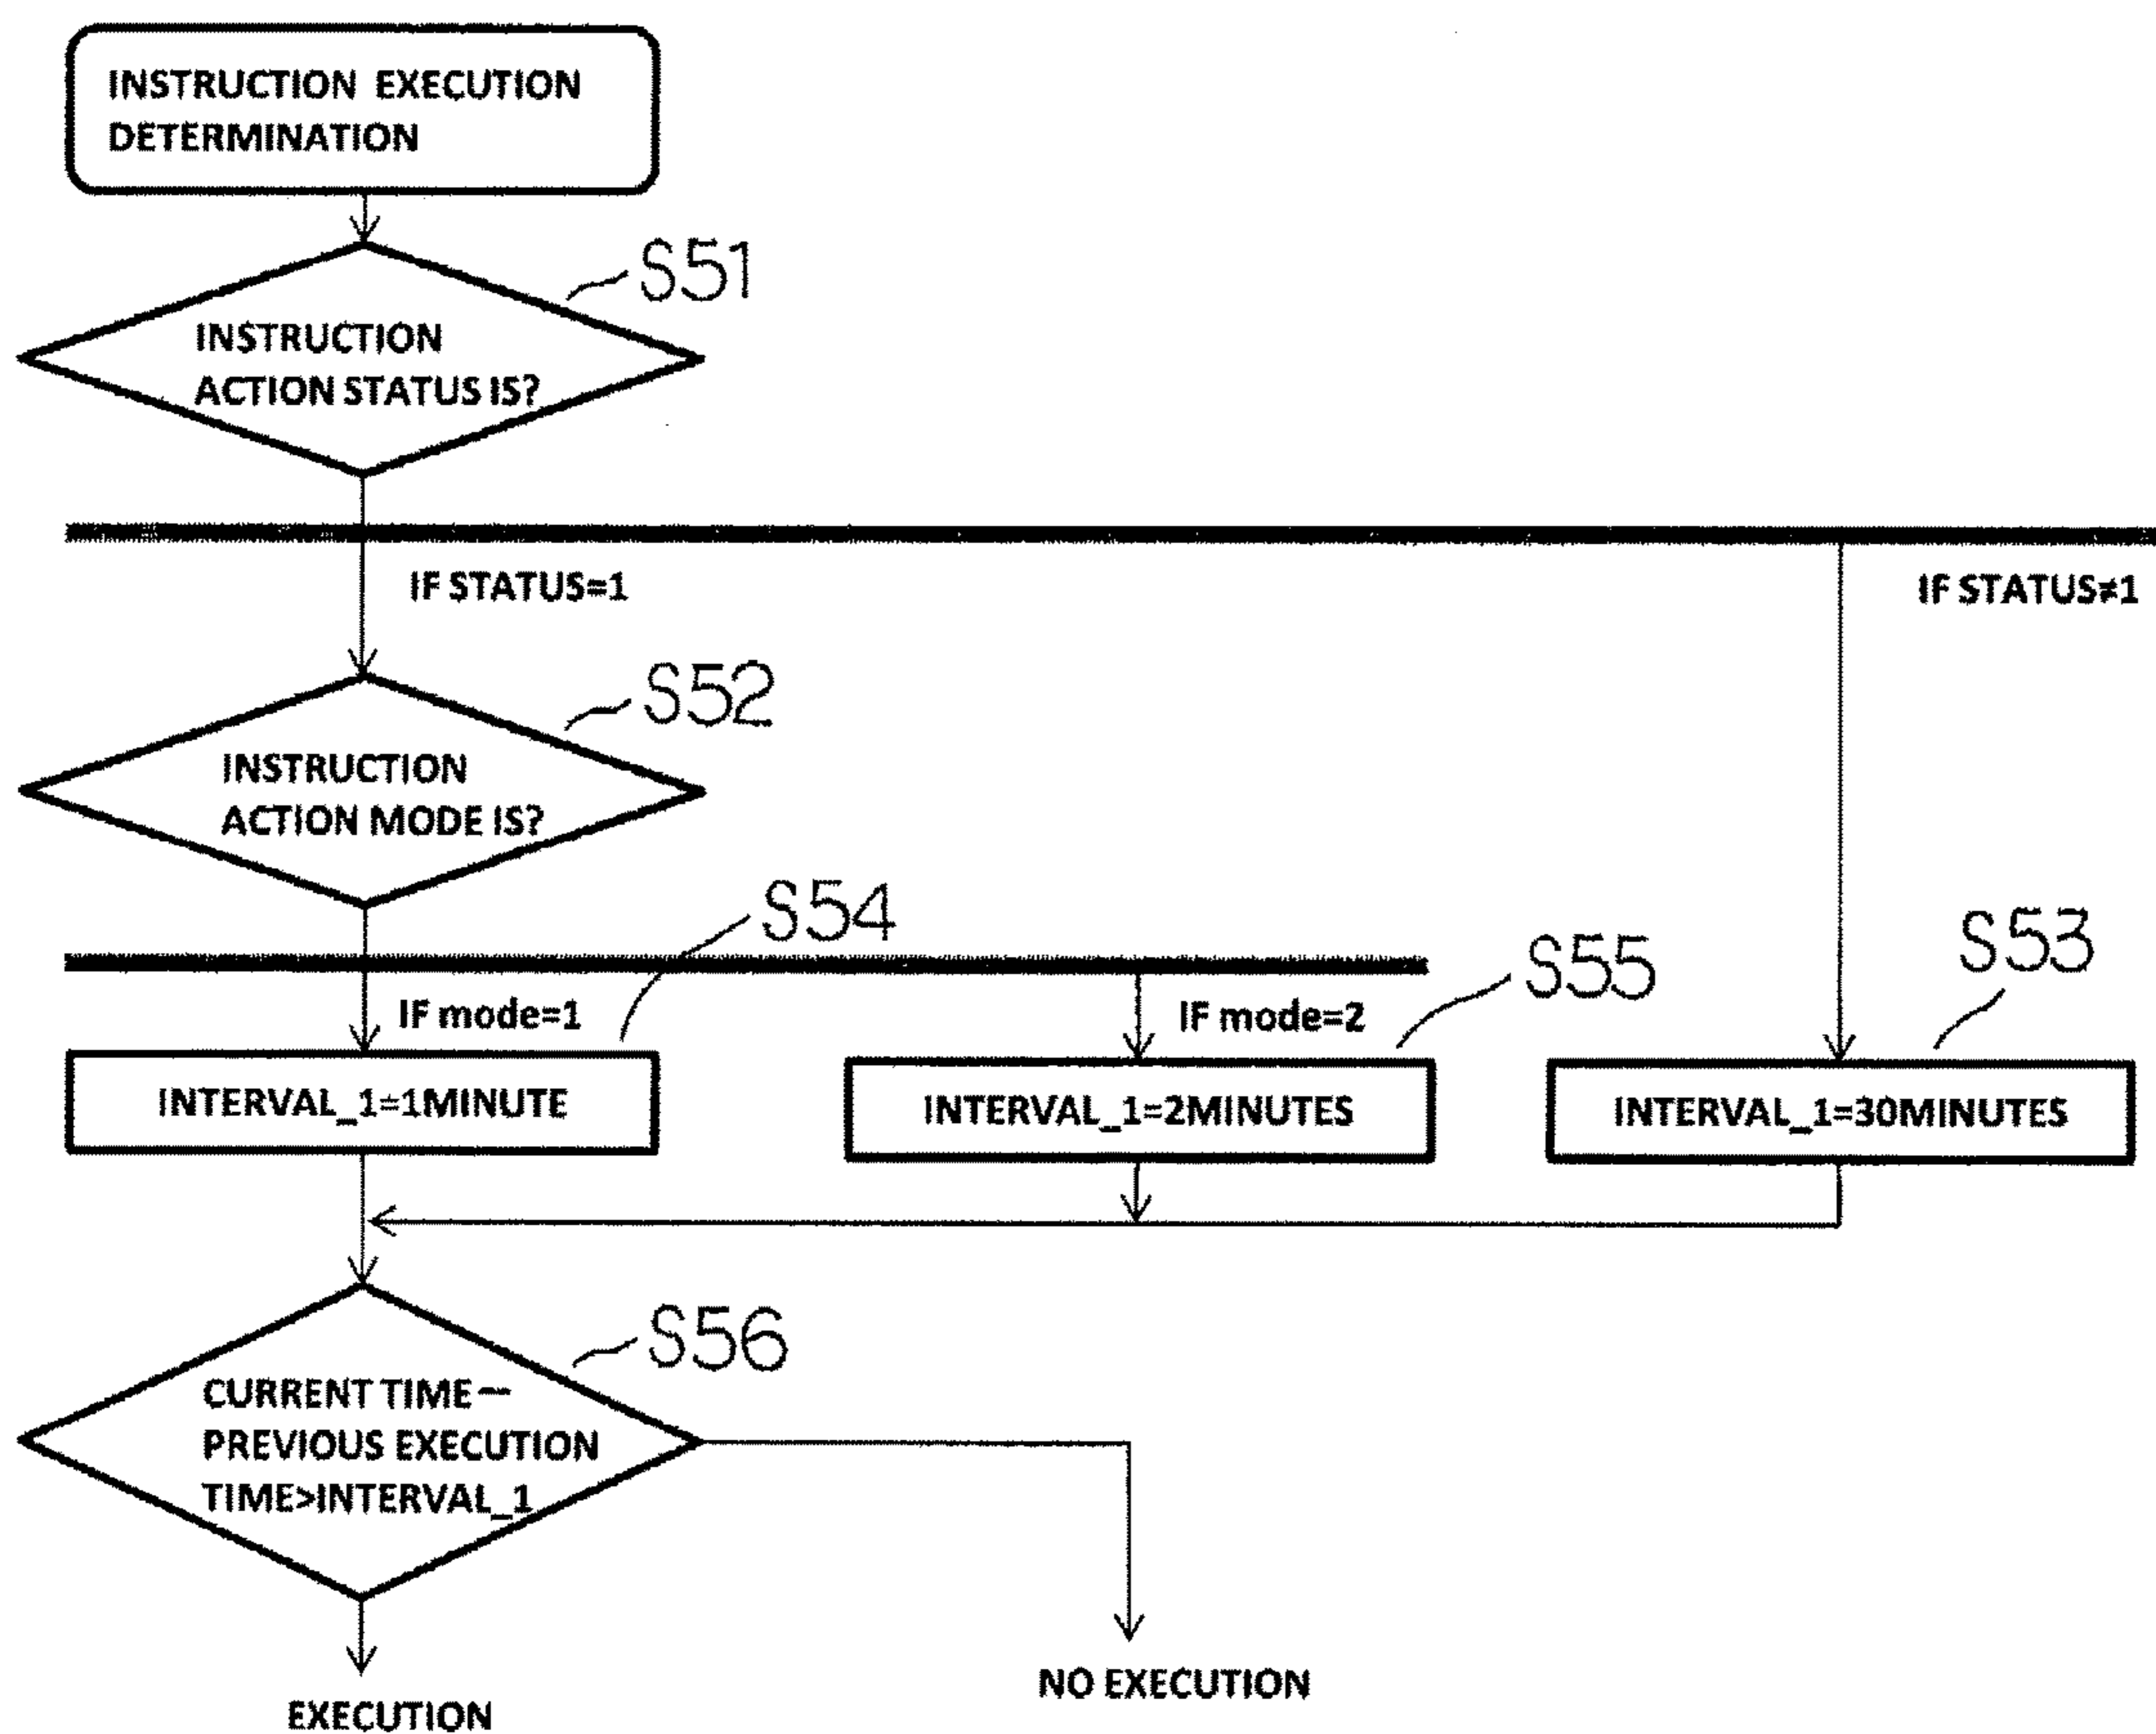 INSTRUCTION EXECUTION
DETERMINATION
S51
INSTRUCTION
ACTION STATUS IS?
IF STATUS=1
IF STATUS≠1
S52
INSTRUCTION
ACTION MODE IS?
S54
S55
S53
IF mode=1
IF mode=2
INTERVAL_1=1MINUTE
INTERVAL_1=2MINUTES
INTERVAL_1=30MINUTES
S56
CURRENT TIME—
PREVIOUS EXECUTION
TIME>INTERVAL_1
NO EXECUTION
EXECUTION